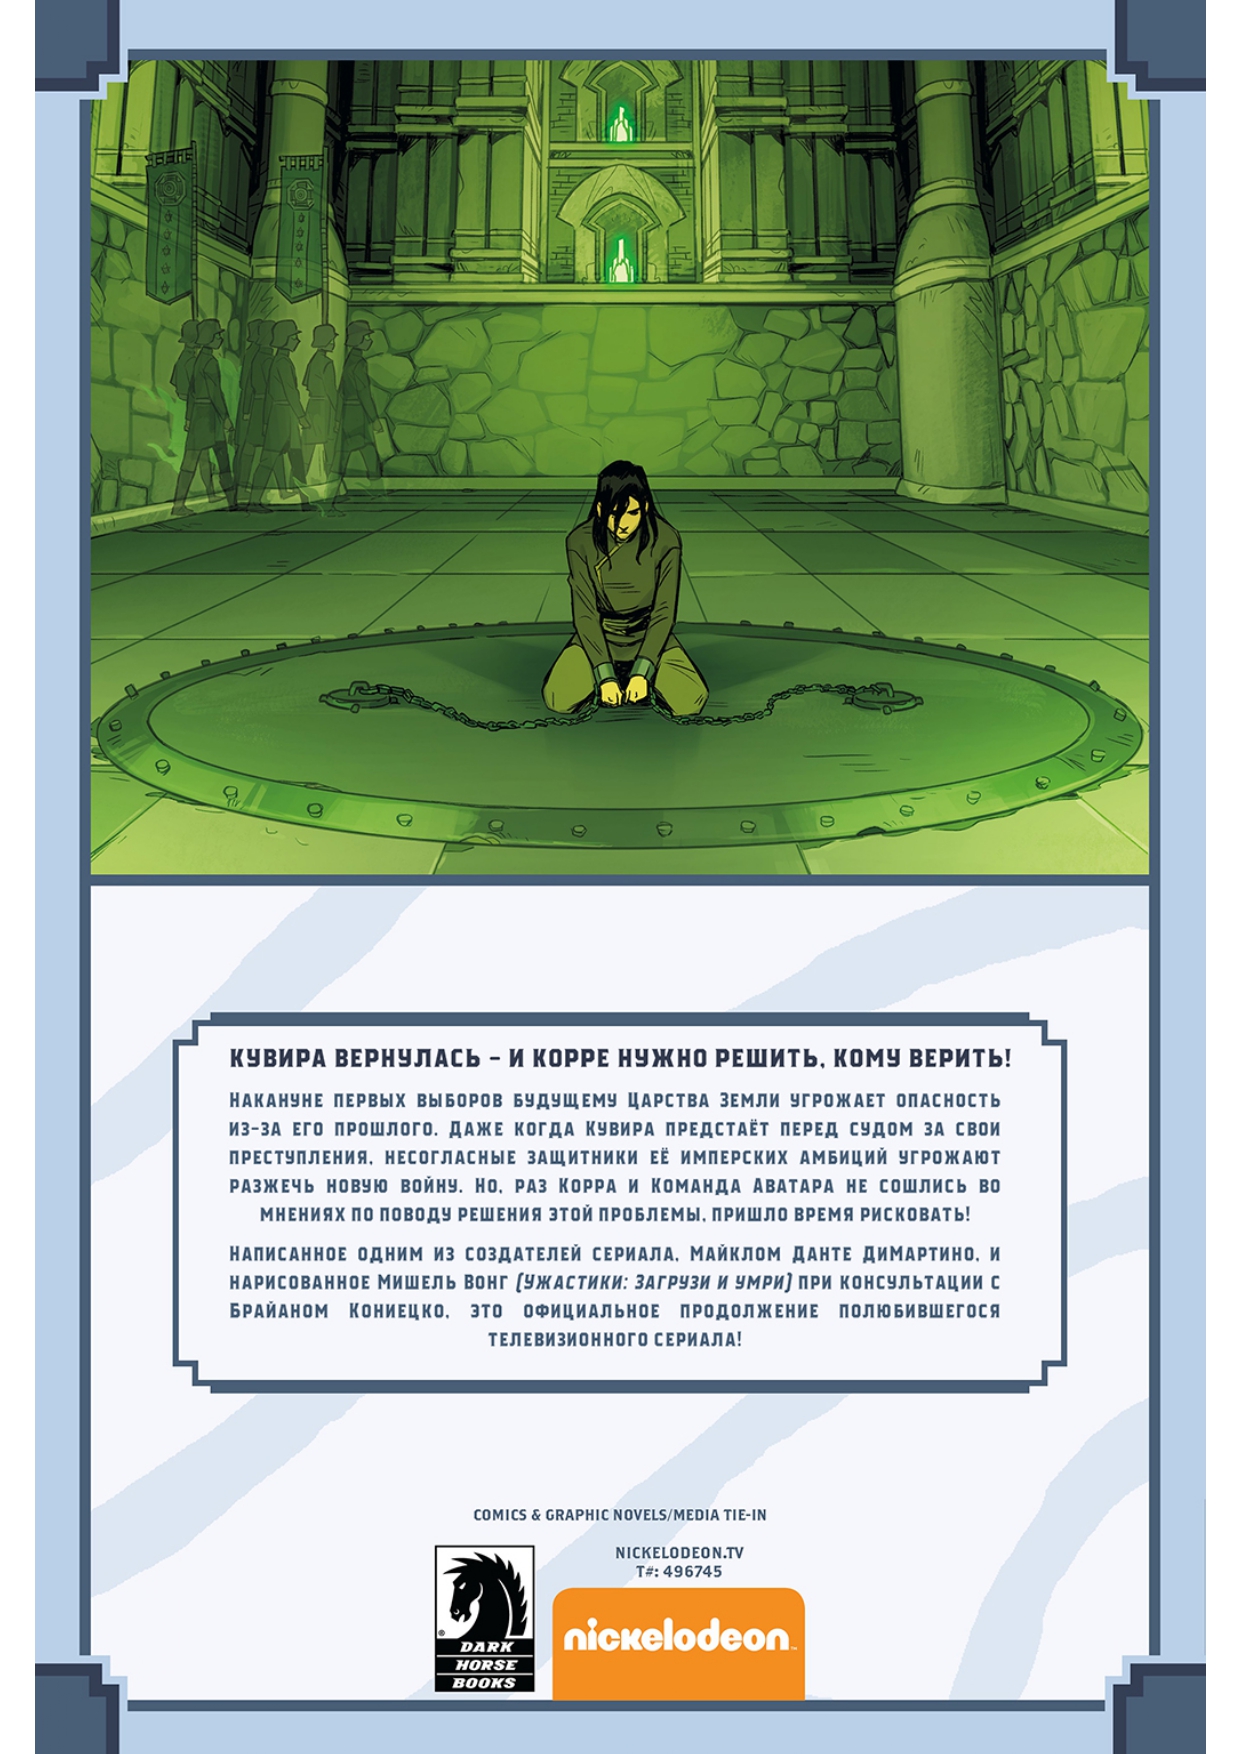 КУВИРА ВЕРНУЛАСЬ – И КОРРЕ НУЖНО РЕШИТЬ, КОМУ ВЕРИТЬ!
Накануне первых выборов будущему Царства Земли угрожает опасность
из-за его прошлого. Даже когда Кувира предстаёт перед судом за свои
преступления, несогласные защитники её имперских амбиций угрожают
разжечь новую войну. Но, раз Корра и Команда Аватара не сошлись во
мнениях по поводу решения этой проблемы, пришло время рисковать!
Написанное одним из создателей сериала, Майклом Данте ДиМартино, и
нарисованное Мишель Вонг (Ужастики: Загрузи и умри) при консультации с
Брайаном Кониецко, это официальное продолжение полюбившегося
телевизионного сериала!
COMICS & GRAPHIC NOVELS/MEDIA TIE-IN
NICKELODEON.TV
T#: 496745
DARK
HORSE
BOOKS
nickelodeon